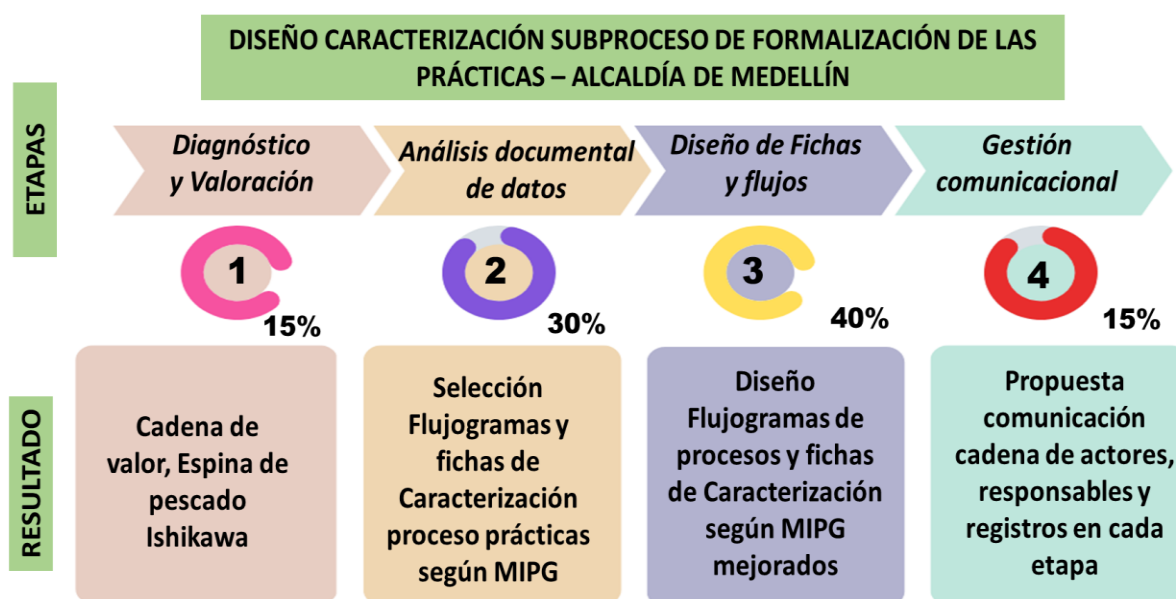 DISEÑO CARACTERIZACIÓN SUBPROCESO DE FORMALIZACIÓN DE LAS
PRÁCTICAS – ALCALDÍA DE MEDELLÍN
ETAPAS
Diagnóstico
y Valoración
Análisis documental
de datos
Diseño de Fichas
y flujos
Gestión
comunicacional
1
15%
2
30%
3
40%
4
15%
RESULTADO
Cadena de
valor, Espina de
pescado
Ishikawa
Selección
Flujogramas y
fichas de
Caracterización
proceso prácticas
según MIPG
Diseño
Flujogramas de
procesos y fichas
de Caracterización
según MIPG
mejorados
Propuesta
comunicación
cadena de actores,
responsables y
registros en cada
etapa